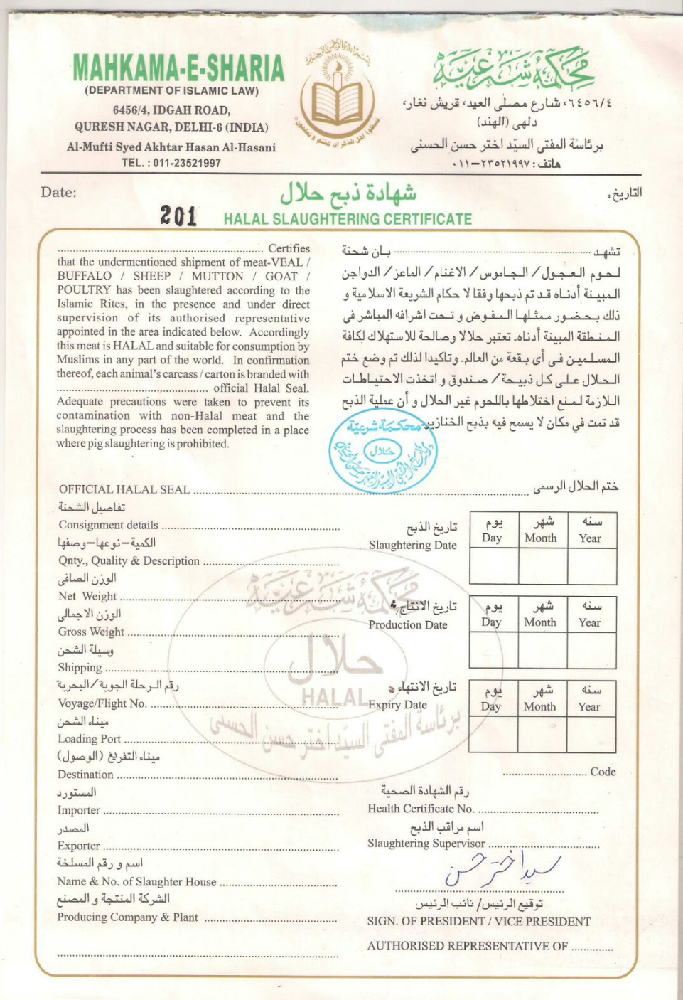 MAHKAMA-E-SHARIA
(DEPARTMENT OF ISLAMIC LAW)
6456/4, IDGAH ROAD,
QURESH NAGAR, DELHI-6 (INDIA)
Al-Mufti Syed Akhtar Hasan Al-Hasani
TEL. : 011-23521997
فسئلوا اهل الذكر ان كنتم لا تعلمون
محكمة شرعية
٦٤٥٦/٤، شارع مصلى العيد، قريش نغار،
دلهى (الهند)
برئاسة المفتى السيّد اختر حسن الحسنى
هاتف : ٢٣٥٢١٩٩٧-٠١١
Date:
شهادة ذبح حلال
التاريخ :
201
HALAL SLAUGHTERING CERTIFICATE
.......................................................... Certifies
that the undermentioned shipment of meat-VEAL /
BUFFALO / SHEEP / MUTTON / GOAT /
POULTRY has been slaughtered according to the
Islamic Rites, in the presence and under direct
supervision of its authorised representative
appointed in the area indicated below. Accordingly
this meat is HALAL and suitable for consumption by
Muslims in any part of the world. In confirmation
thereof, each animal's carcass / carton is branded with
........................................... official Halal Seal.
Adequate precautions were taken to prevent its
contamination with non-Halal meat and the
slaughtering process has been completed in a place
where pig slaughtering is prohibited.
تشهد ........................................................ بان شحنة
لحوم العجول/ الجاموس/ الاغنام/ الماعز/ الدواجن
المبينة أدناه قد تم ذبحها وفقا لا حكام الشريعة الاسلامية و
ذلك بحضور ممثلها المفوض و تحت اشرافه المباشر فى
المنطقة المبينة أدناه. تعتبر حلالا وصالحة للاستهلاك لكافة
المسلمين فى أى بقعة من العالم. وتاكيدا لذلك تم وضع ختم
الحلال على كل ذبيحة/ صندوق و اتخذت الاحتياطات
اللازمة لمنع اختلاطها باللحوم غير الحلال و أن عملية الذبح
قد تمت في مكان لا يسمح فيه بذبح الخنازير.
محكمة شرعية
حلال
OFFICIAL HALAL SEAL ........................................ ختم الحلال الرسمى
تفاصيل الشحنة
Consignment details ........................................
الكمية-نوعها-وصفها
Qnty., Quality & Description ........................................
الوزن الصافى
Net Weight ........................................
الوزن الاجمالى
Gross Weight ........................................
وسيلة الشحن
Shipping ........................................
رقم الرحلة الجوية/البحرية
Voyage/Flight No. ........................................
ميناء الشحن
Loading Port ........................................
ميناء التفريغ (الوصول)
Destination ........................................
المستورد
Importer ........................................
المصدر
Exporter ........................................
اسم و رقم المسلخة
Name & No. of Slaughter House ........................................
الشركة المنتجة و المصنع
Producing Company & Plant ........................................
تاريخ الذبح
Slaughtering Date
يوم شهر سنه
Day Month Year
تاريخ الانتاج
Production Date
يوم شهر سنه
Day Month Year
تاريخ الانتهاء
Expiry Date
يوم شهر سنه
Day Month Year
.............................. Code
رقم الشهادة الصحية
Health Certificate No. ........................................
اسم مراقب الذبح
Slaughtering Supervisor ........................................
سيد اختر حسن
توقيع الرئيس/ نائب الرئيس
SIGN. OF PRESIDENT / VICE PRESIDENT
AUTHORISED REPRESENTATIVE OF ..............
محكمة شرعية
حلال
HALAL
برئاسة المفتى السيّد اختر حسن الحسنى